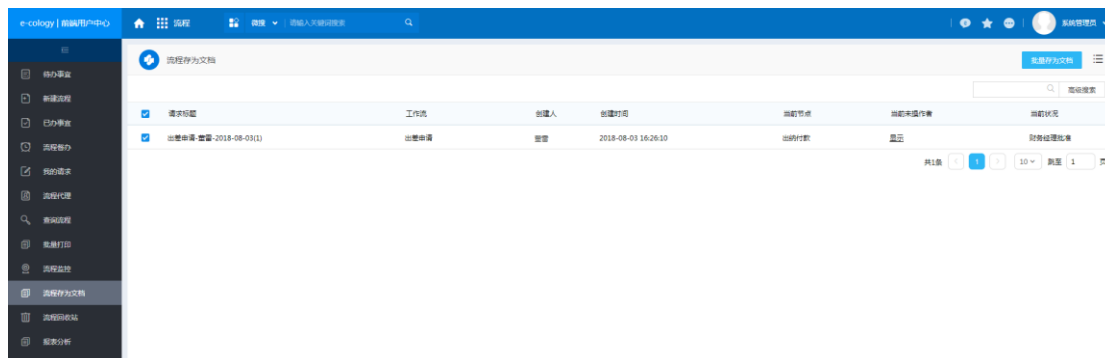 e-cology | 前端用户中心
流程
微搜
请输入关键词搜索
系统管理员
待办事宜
新建流程
已办事宜
流程督办
我的请求
流程代理
查询流程
批量打印
流程监控
流程存为文档
流程回收站
报表分析
流程存为文档
批量存为文档
高级搜索
请求标题 工作流 创建人 创建时间 当前节点 当前未操作者 当前状况
出差申请-萱雷-2018-08-03(1) 出差申请 2018-08-03 16:26:10 出纳付款 显示 财务经理批准
共1条 < 1 > 10 跳至 1 页